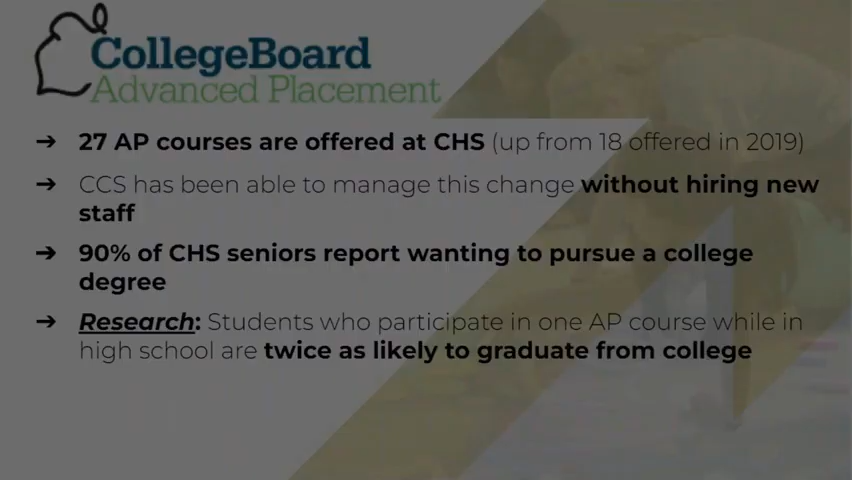 CollegeBoard
Advanced Placement
➔ 27 AP courses are offered at CHS (up from 18 offered in 2019)
➔ CCS has been able to manage this change without hiring new
staff
➔ 90% of CHS seniors report wanting to pursue a college
degree
➔ Research: Students who participate in one AP course while in
high school are twice as likely to graduate from college